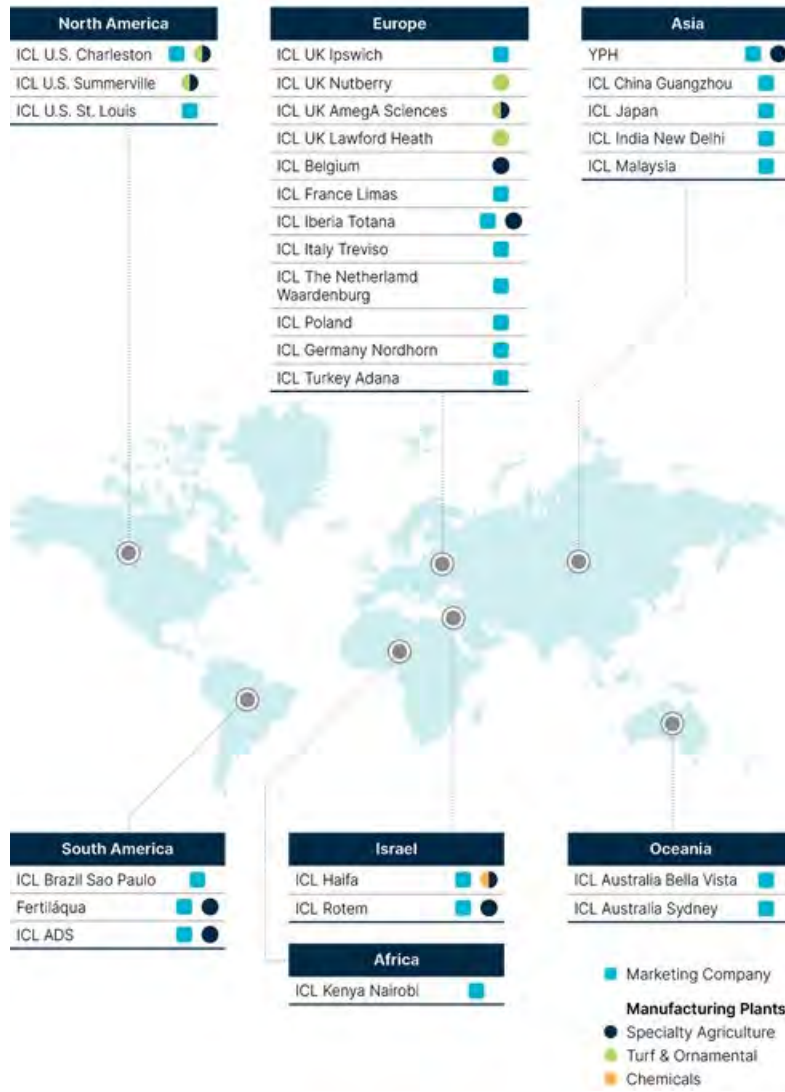 North America
ICL U.S. Charleston
ICL U.S. Summerville
ICL U.S. St. Louis
Europe
ICL UK Ipswich
ICL UK Nutberry
ICL UK AmegA Sciences
ICL UK Lawford Heath
ICL Belgium
ICL France Limas
ICL Iberia Totana
ICL Italy Treviso
ICL The Netherlamd
Waardenburg
ICL Poland
ICL Germany Nordhorn
ICL Turkey Adana
Asia
YPH
ICL China Guangzhou
ICL Japan
ICL India New Delhi
ICL Malaysia
South America
ICL Brazil Sao Paulo
Fertiláqua
ICL ADS
Israel
ICL Haifa
ICL Rotem
Africa
ICL Kenya Nairobi
Oceania
ICL Australia Bella Vista
ICL Australia Sydney
Marketing Company
Manufacturing Plants
Specialty Agriculture
Turf & Ornamental
Chemicals